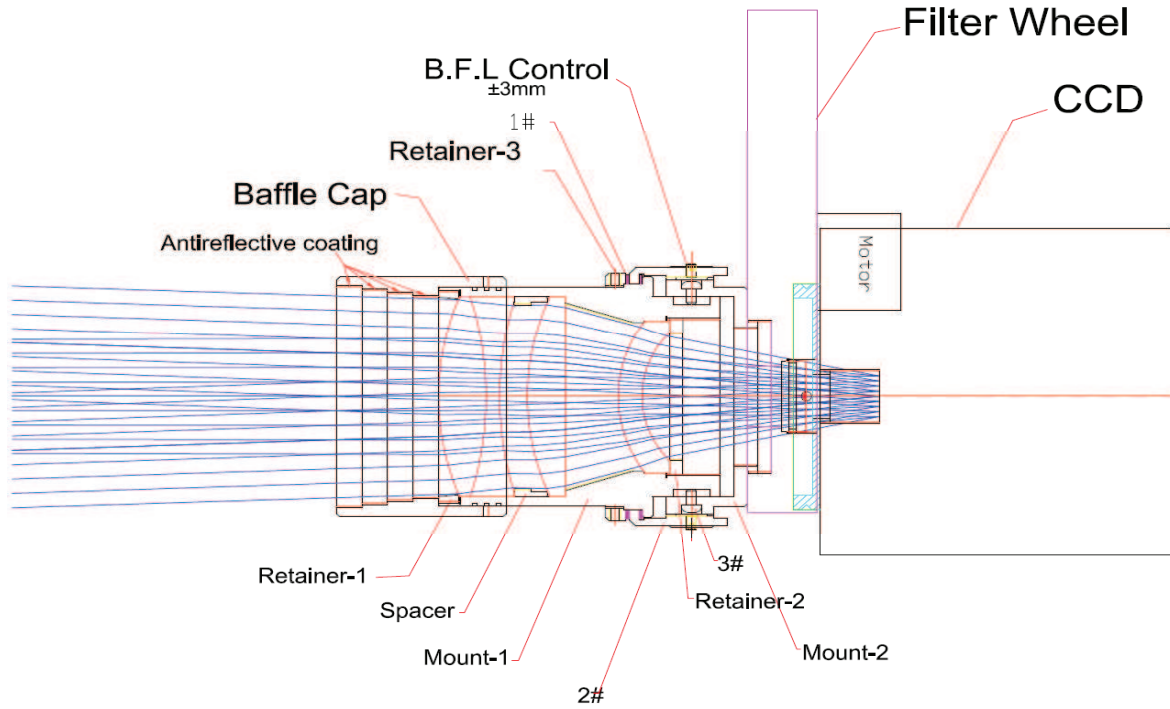 Filter Wheel
B.F.L Control
±3mm
CCD
1#
Retainer-3
Baffle Cap
Antireflective coating
Motor
3#
Retainer-1
Retainer-2
Spacer
Mount-1
Mount-2
2#